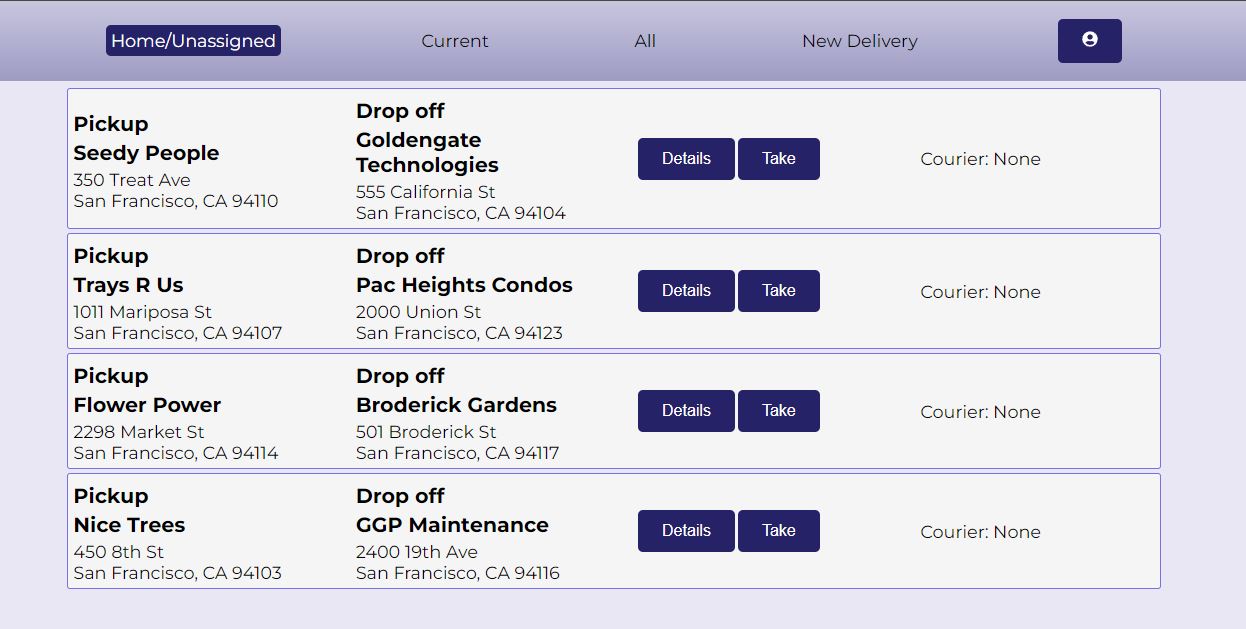 Home/Unassigned
Current
All
New Delivery
Pickup
Seedy People
350 Treat Ave
San Francisco, CA 94110
Drop off
Goldengate
Technologies
555 California St
San Francisco, CA 94104
Details
Take
Courier: None
Pickup
Trays R Us
1011 Mariposa St
San Francisco, CA 94107
Drop off
Pac Heights Condos
2000 Union St
San Francisco, CA 94123
Details
Take
Courier: None
Pickup
Flower Power
2298 Market St
San Francisco, CA 94114
Drop off
Broderick Gardens
501 Broderick St
San Francisco, CA 94117
Details
Take
Courier: None
Pickup
Nice Trees
450 8th St
San Francisco, CA 94103
Drop off
GGP Maintenance
2400 19th Ave
San Francisco, CA 94116
Details
Take
Courier: None